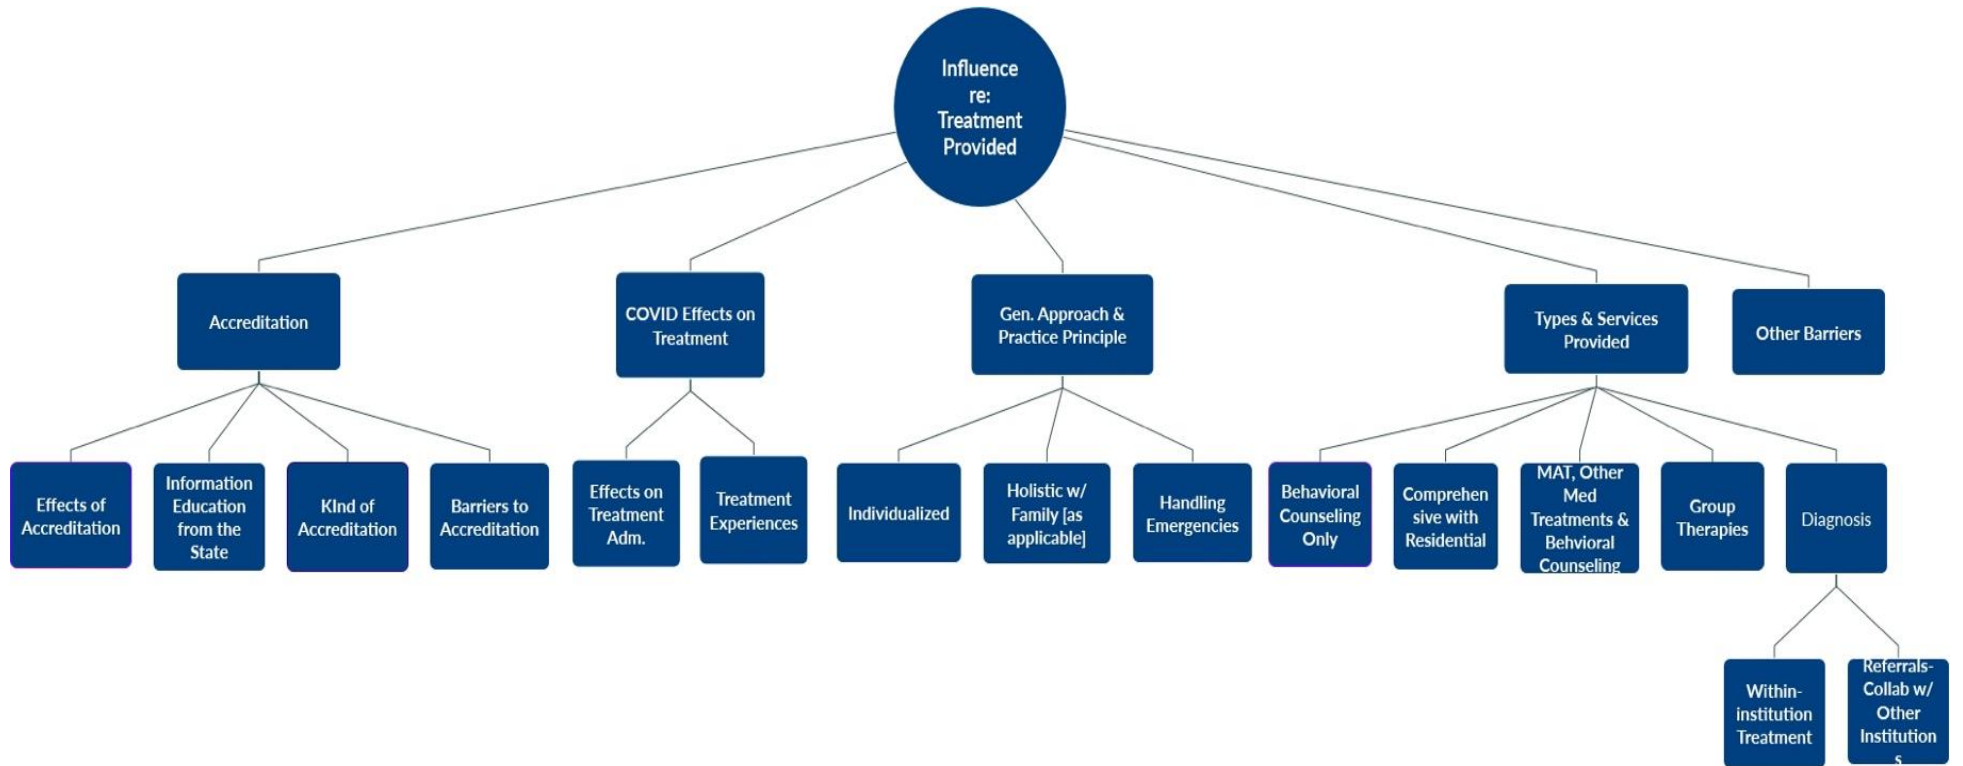 Influence
re:
Treatment
Provided
Accreditation
COVID Effects on
Treatment
Gen. Approach &
Practice Principle
Types & Services
Provided
Other Barriers
Effects of
Accreditation
Information
Education
from the
State
KInd of
Accreditation
Barriers to
Accreditation
Effects on
Treatment
Adm.
Treatment
Experiences
Individualized
Holistic w/
Family [as
applicable]
Handling
Emergencies
Behavioral
Counseling
Only
Comprehen
sive with
Residential
MAT, Other
Med
Treatments &
Behvioral
Counseling
Group
Therapies
Diagnosis
Within-
institution
Treatment
Referrals-
Collab w/
Other
Institution
s